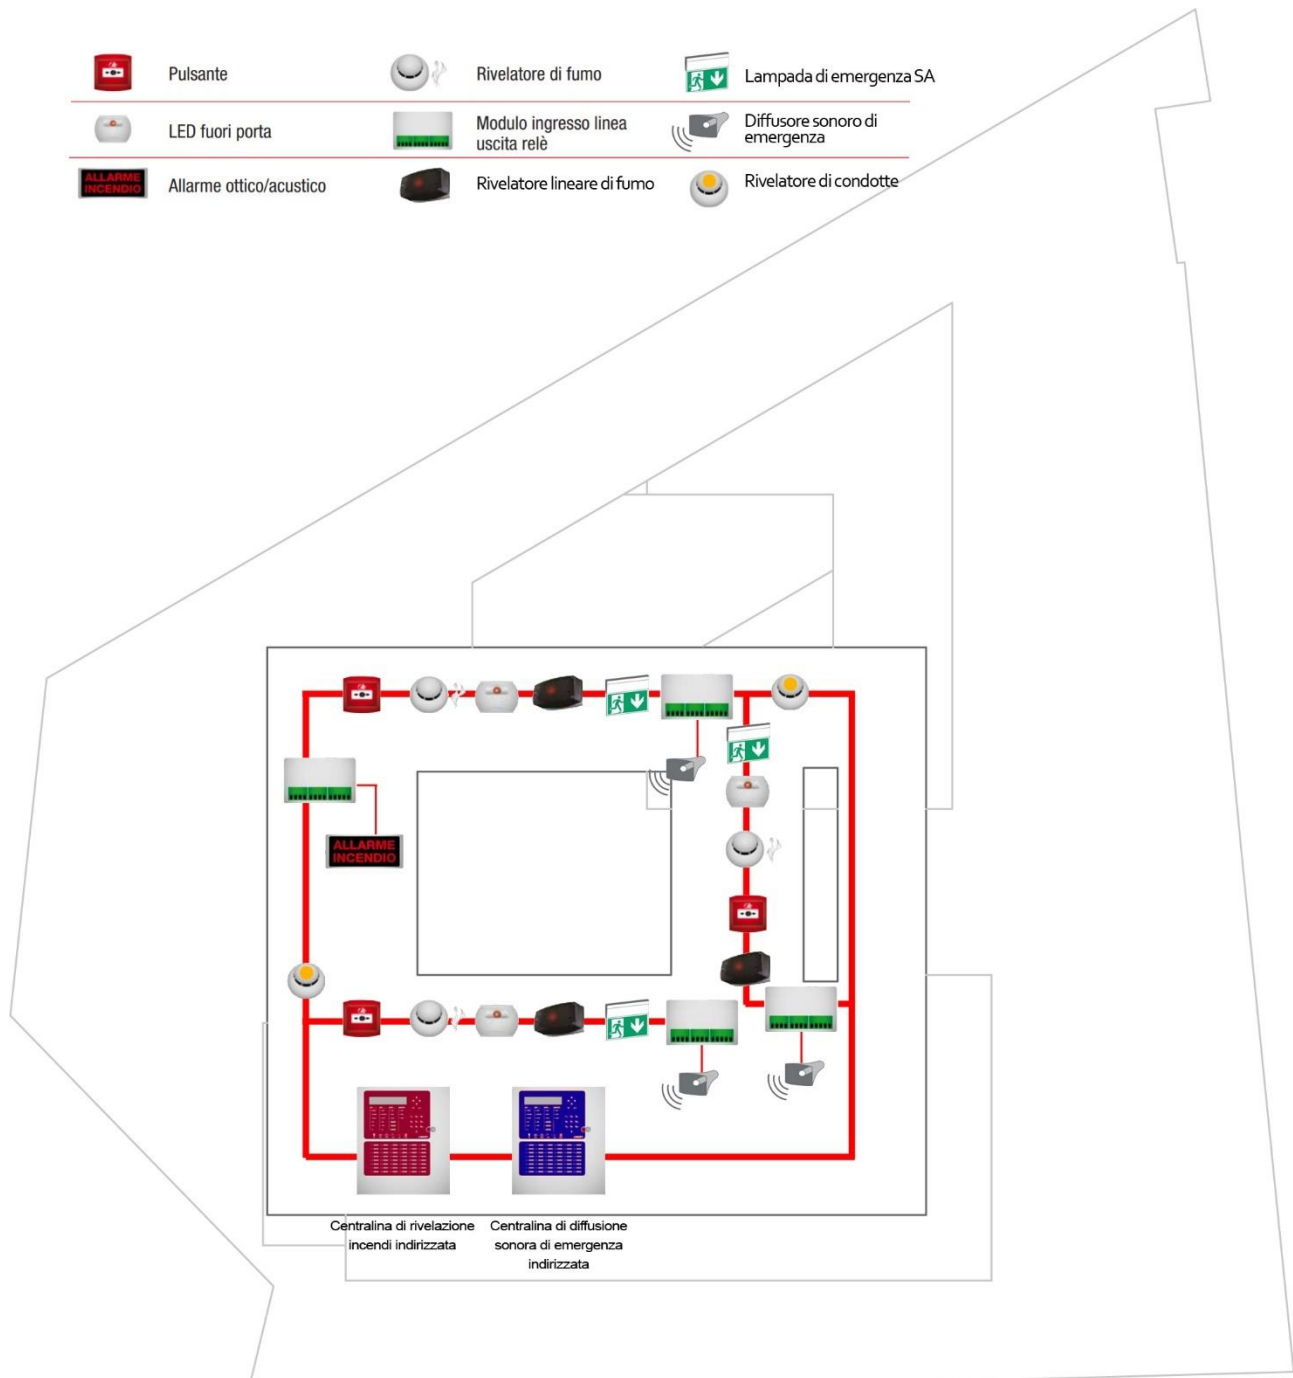 Pulsante
Rivelatore di fumo
Lampada di emergenza SA
LED fuori porta
Modulo ingresso linea
uscita relè
Diffusore sonoro di
emergenza
ALLARME
INCENDIO
Allarme ottico/acustico
Rivelatore lineare di fumo
Rivelatore di condotte
ALLARME
INCENDIO
Centralina di rivelazione
incendi indirizzata
Centralina di diffusione
sonora di emergenza
indirizzata